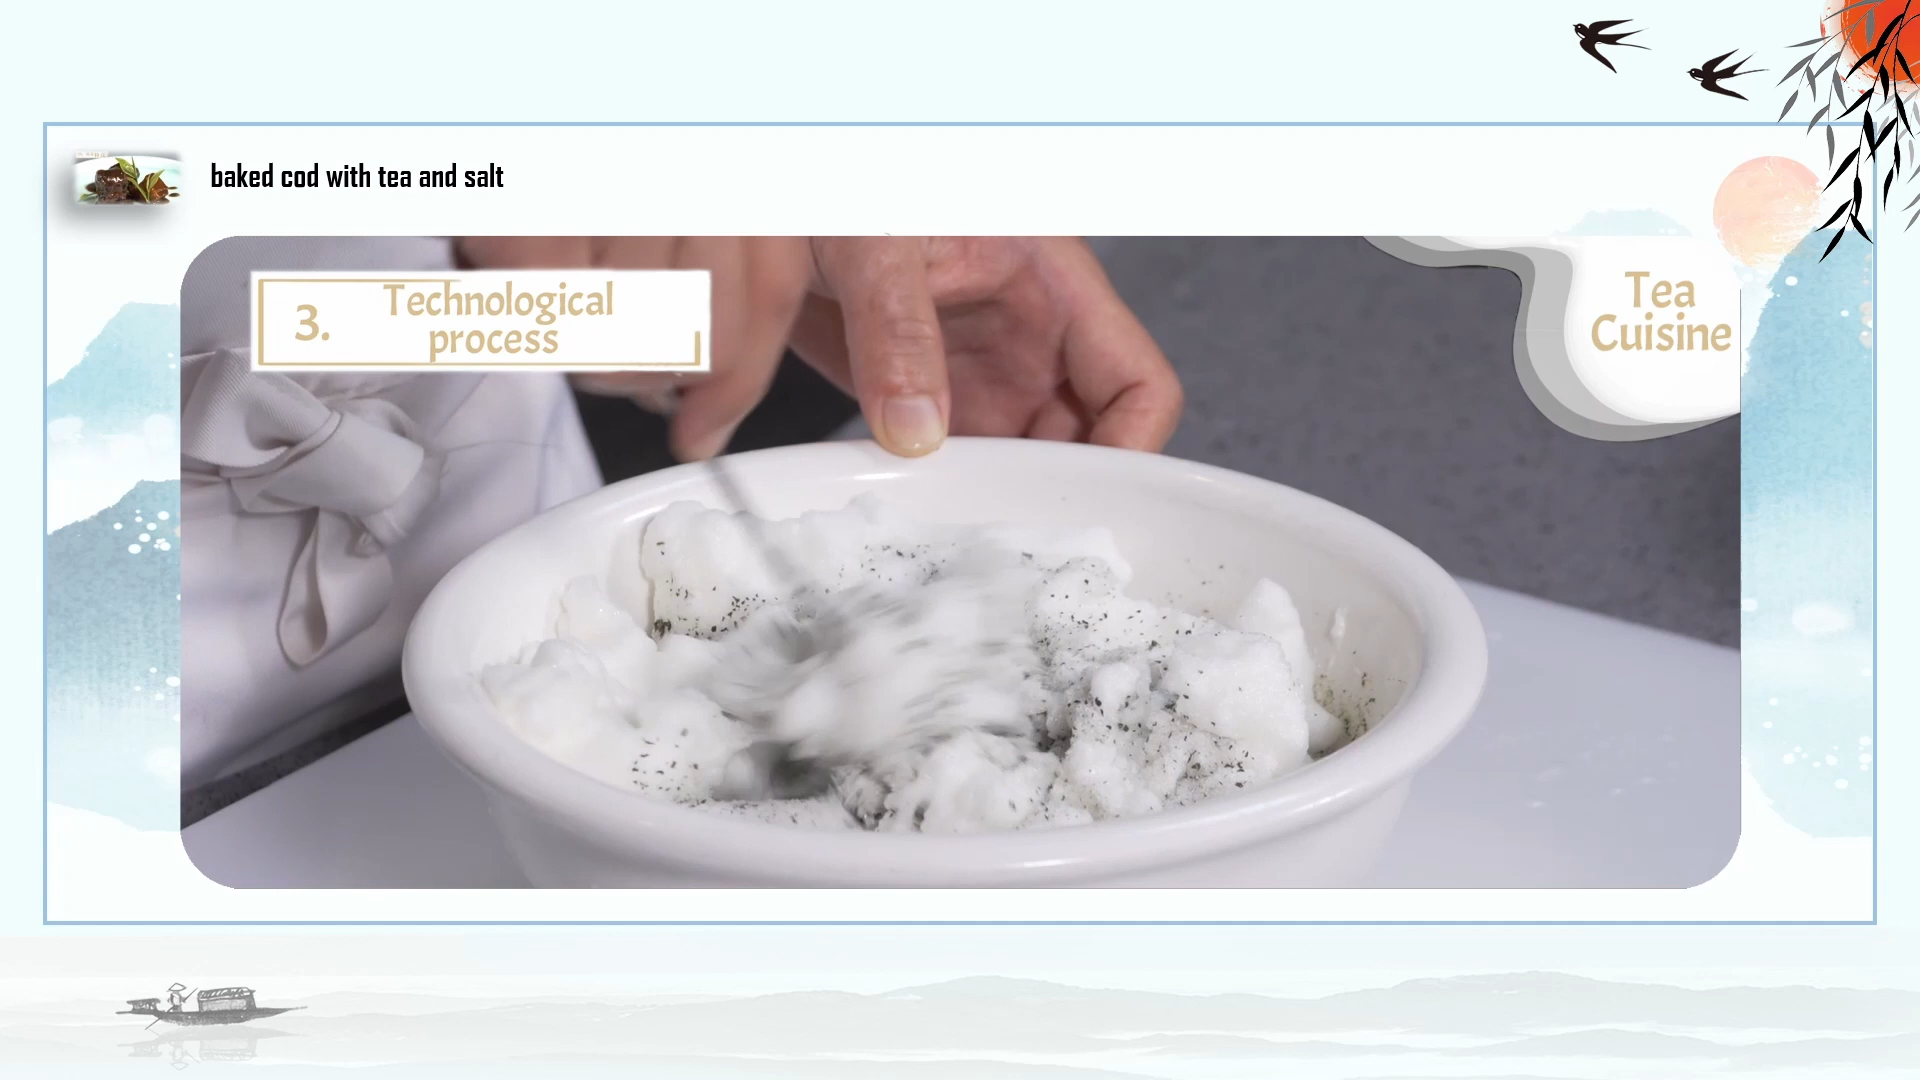 baked cod with tea and salt
3.
Technological
process
Tea
Cuisine